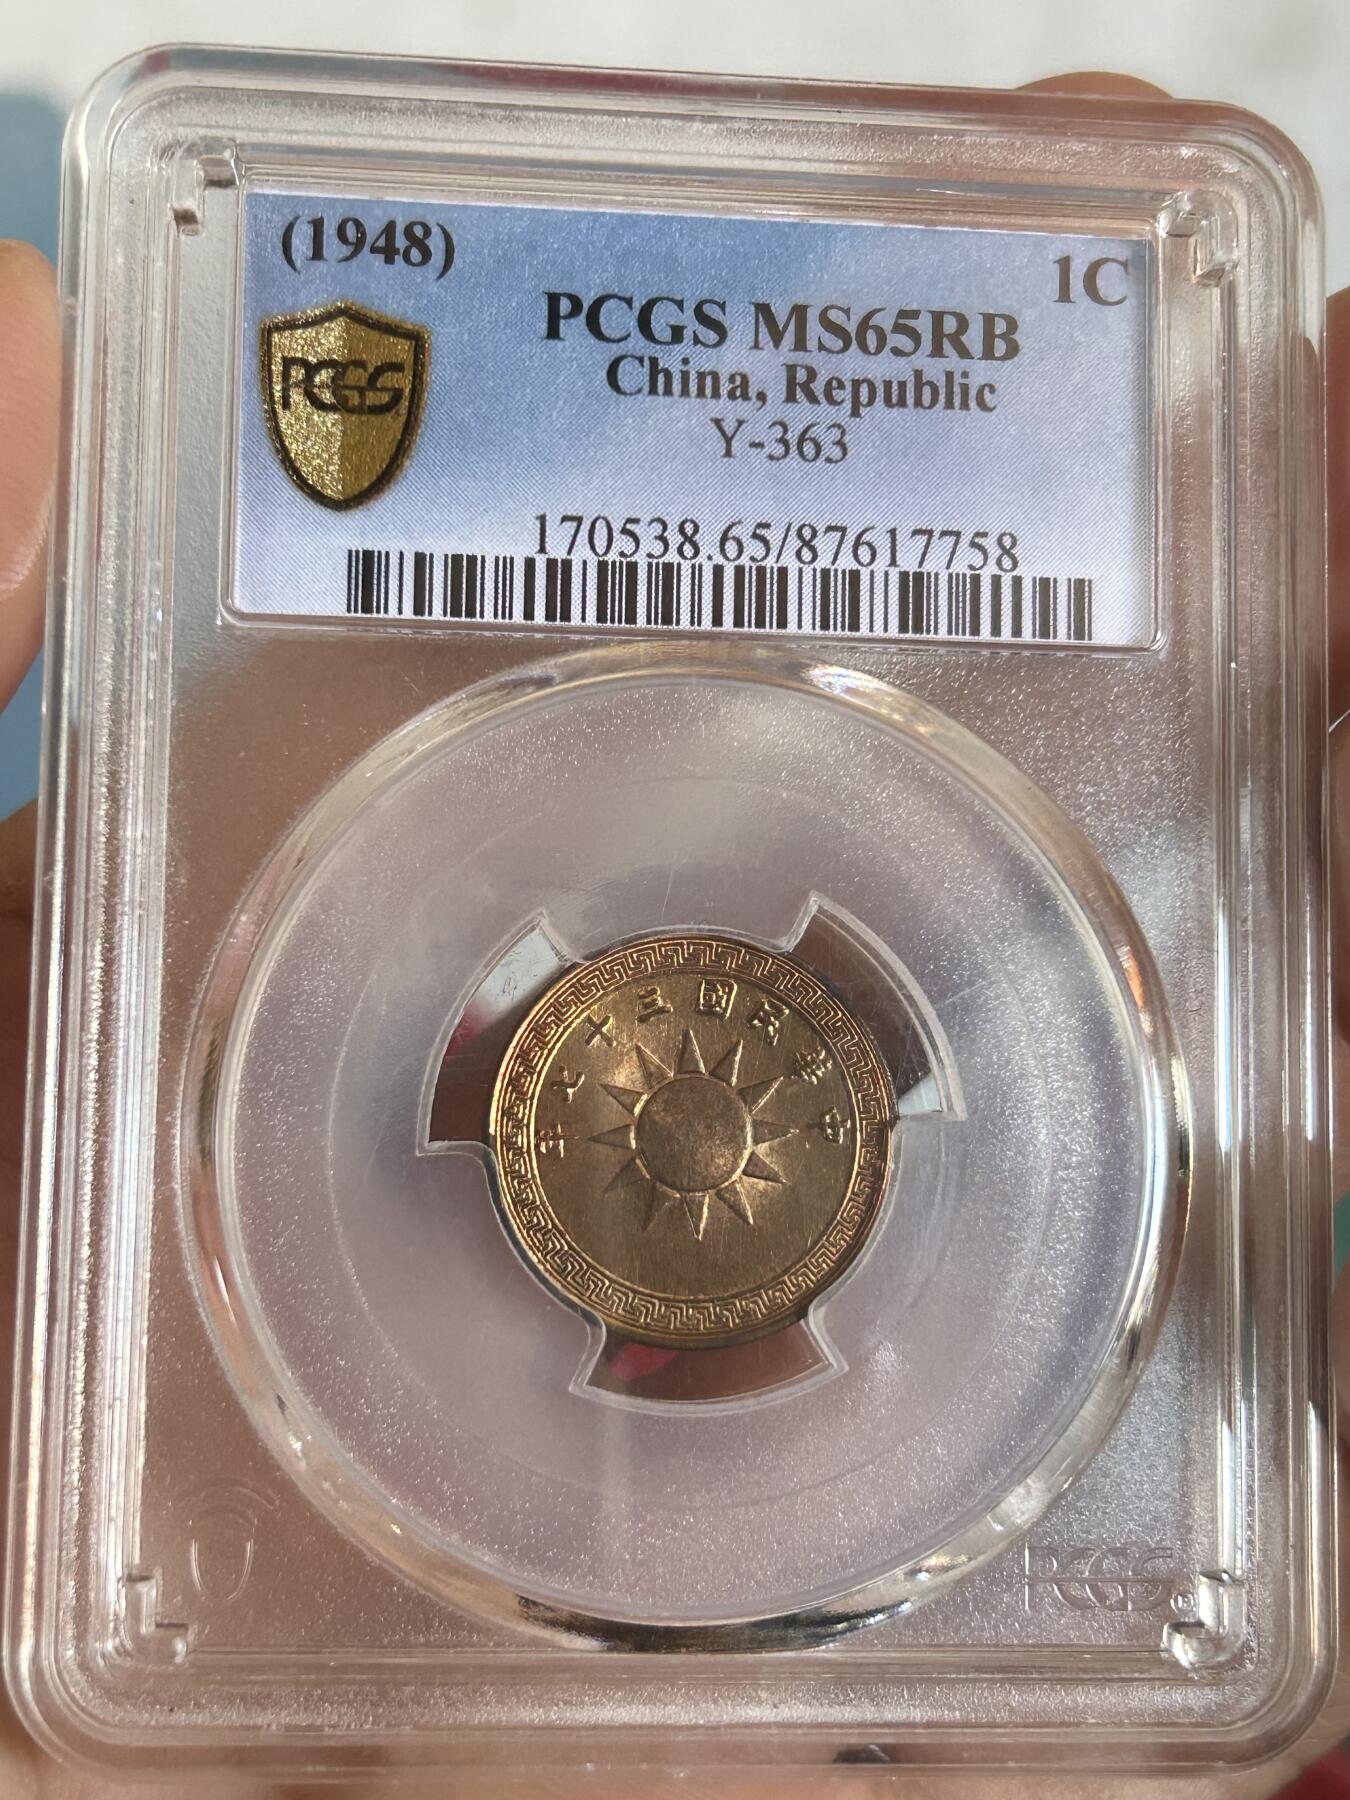 (1948)
1C
PCGS
PCGS MS65RB
China, Republic
Y-363
170538.65/87617758
中華民國三十七年
PCGS